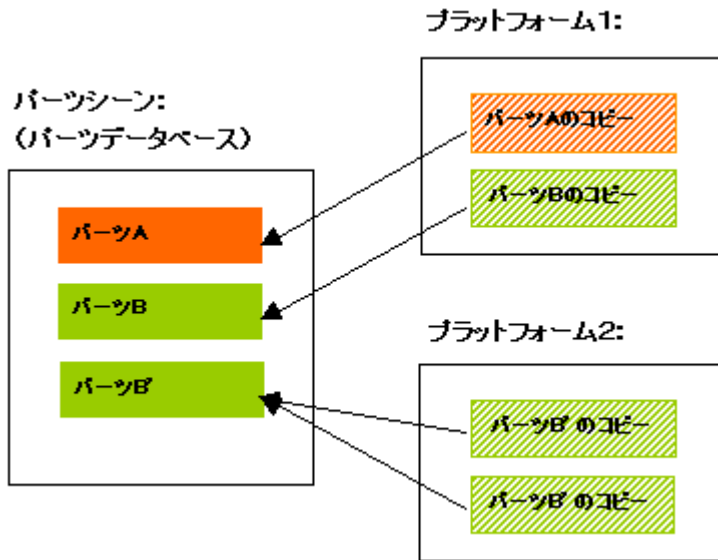 プラットフォーム1:
パーツシーン:
(パーツデータベース)
パーツAのコピー
パーツBのコピー
パーツA
パーツB
パーツB'
プラットフォーム2:
パーツB' のコピー
パーツB' のコピー